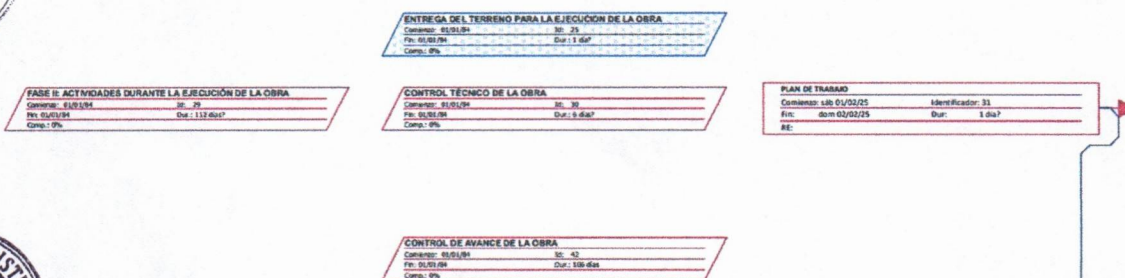 ENTREGA DEL TERRENO PARA LA EJECUCIÓN DE LA OBRA
Comienzo: 01/01/84 Id: 25
Fin: 01/01/84 Dur.: 1 día?
Comp.: 0%
FASE II: ACTIVIDADES DURANTE LA EJECUCIÓN DE LA OBRA
Comienzo: 01/01/84 Id: 29
Fin: 01/01/84 Dur.: 112 días?
Comp.: 0%
CONTROL TÉCNICO DE LA OBRA
Comienzo: 01/01/84 Id: 30
Fin: 01/01/84 Dur.: 6 días?
Comp.: 0%
PLAN DE TRABAJO
Comienzo: sáb 01/02/25 Identificador: 31
Fin: dom 02/02/25 Dur: 1 día?
RE:
CONTROL DE AVANCE DE LA OBRA
Comienzo: 01/01/84 Id: 42
Fin: 01/01/84 Dur.: 106 días
Comp.: 0%